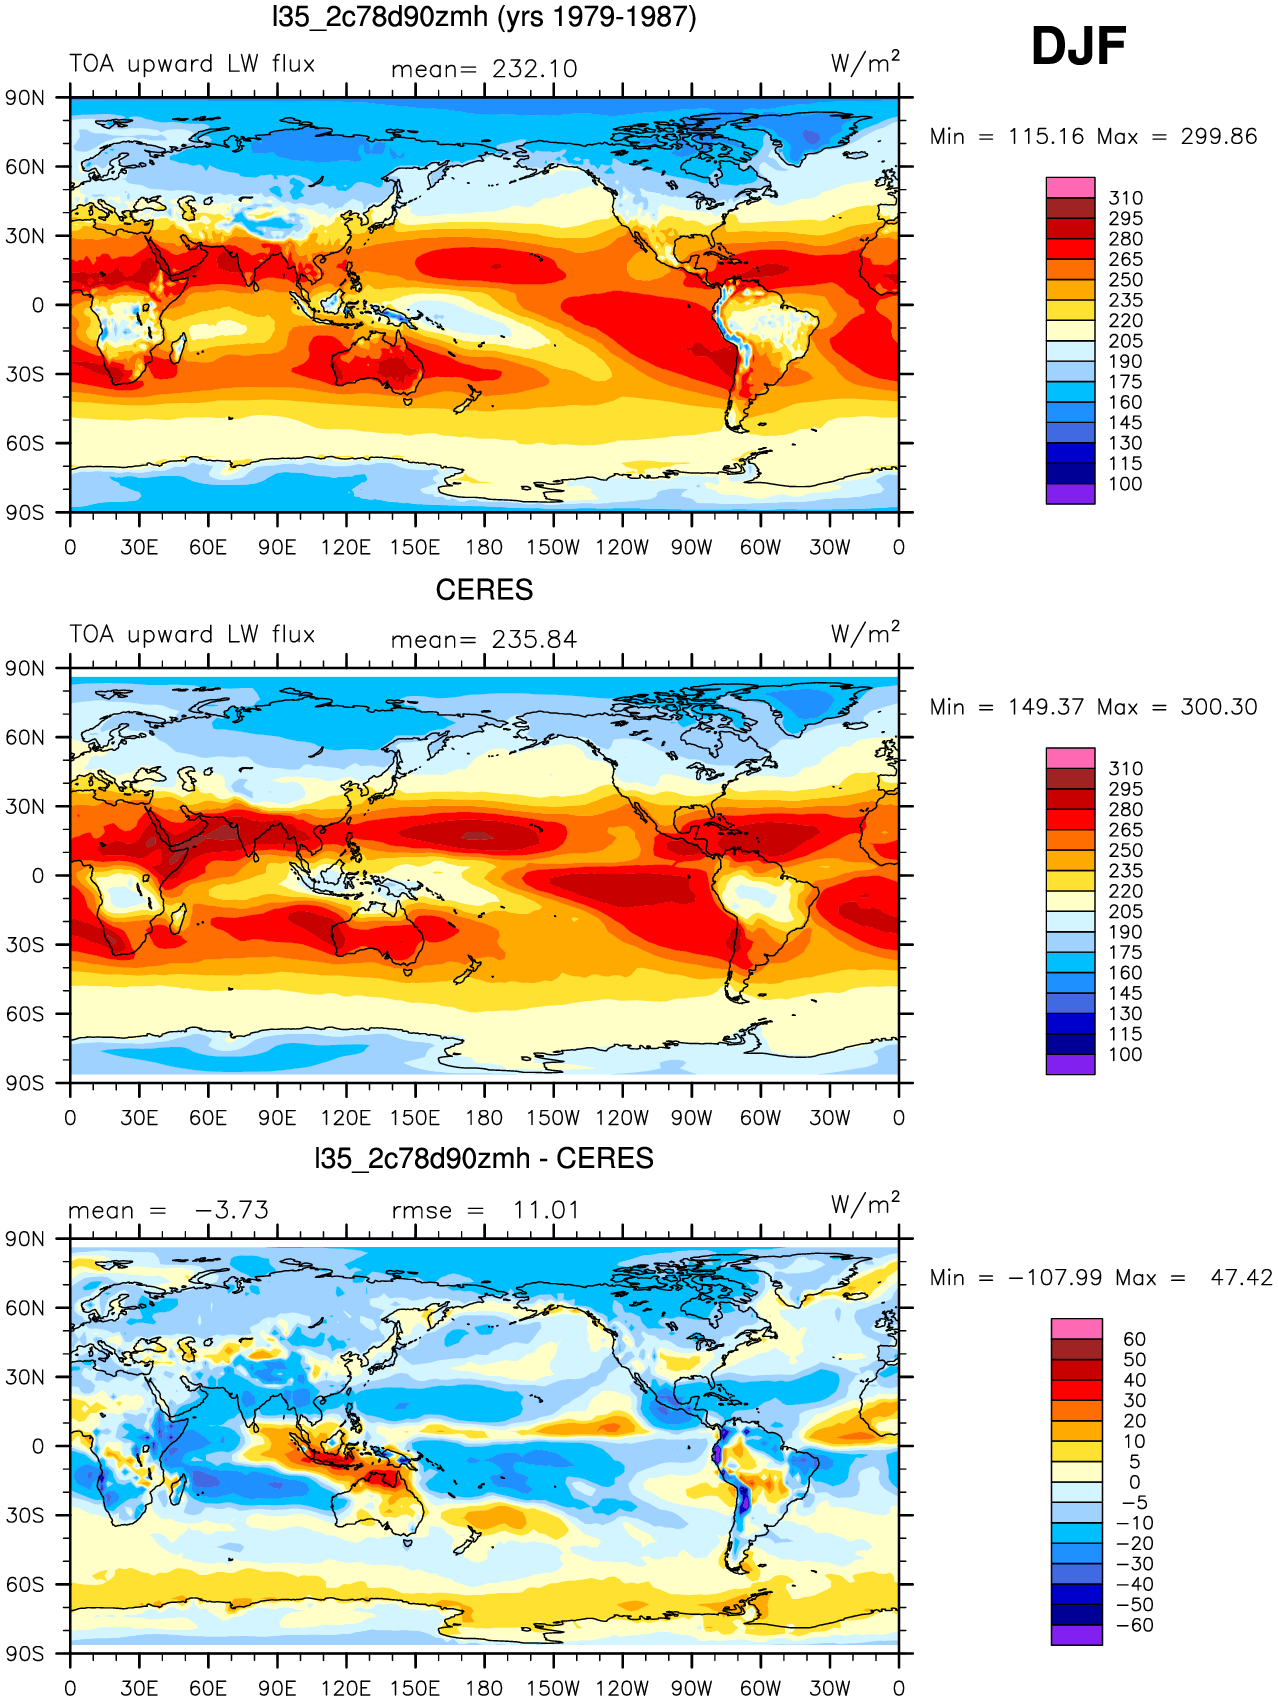 l35_2c78d90zmh (yrs 1979-1987)
DJF
TOA upward LW flux mean= 232.10 W/m²
Min = 115.16 Max = 299.86
90N
60N
30N
0
30S
60S
90S
0 30E 60E 90E 120E 150E 180 150W 120W 90W 60W 30W 0
310
295
280
265
250
235
220
205
190
175
160
145
130
115
100
CERES
TOA upward LW flux mean= 235.84 W/m²
Min = 149.37 Max = 300.30
90N
60N
30N
0
30S
60S
90S
0 30E 60E 90E 120E 150E 180 150W 120W 90W 60W 30W 0
310
295
280
265
250
235
220
205
190
175
160
145
130
115
100
l35_2c78d90zmh - CERES
mean = −3.73 rmse = 11.01 W/m²
Min = −107.99 Max = 47.42
90N
60N
30N
0
30S
60S
90S
0 30E 60E 90E 120E 150E 180 150W 120W 90W 60W 30W 0
60
50
40
30
20
10
5
0
−5
−10
−20
−30
−40
−50
−60